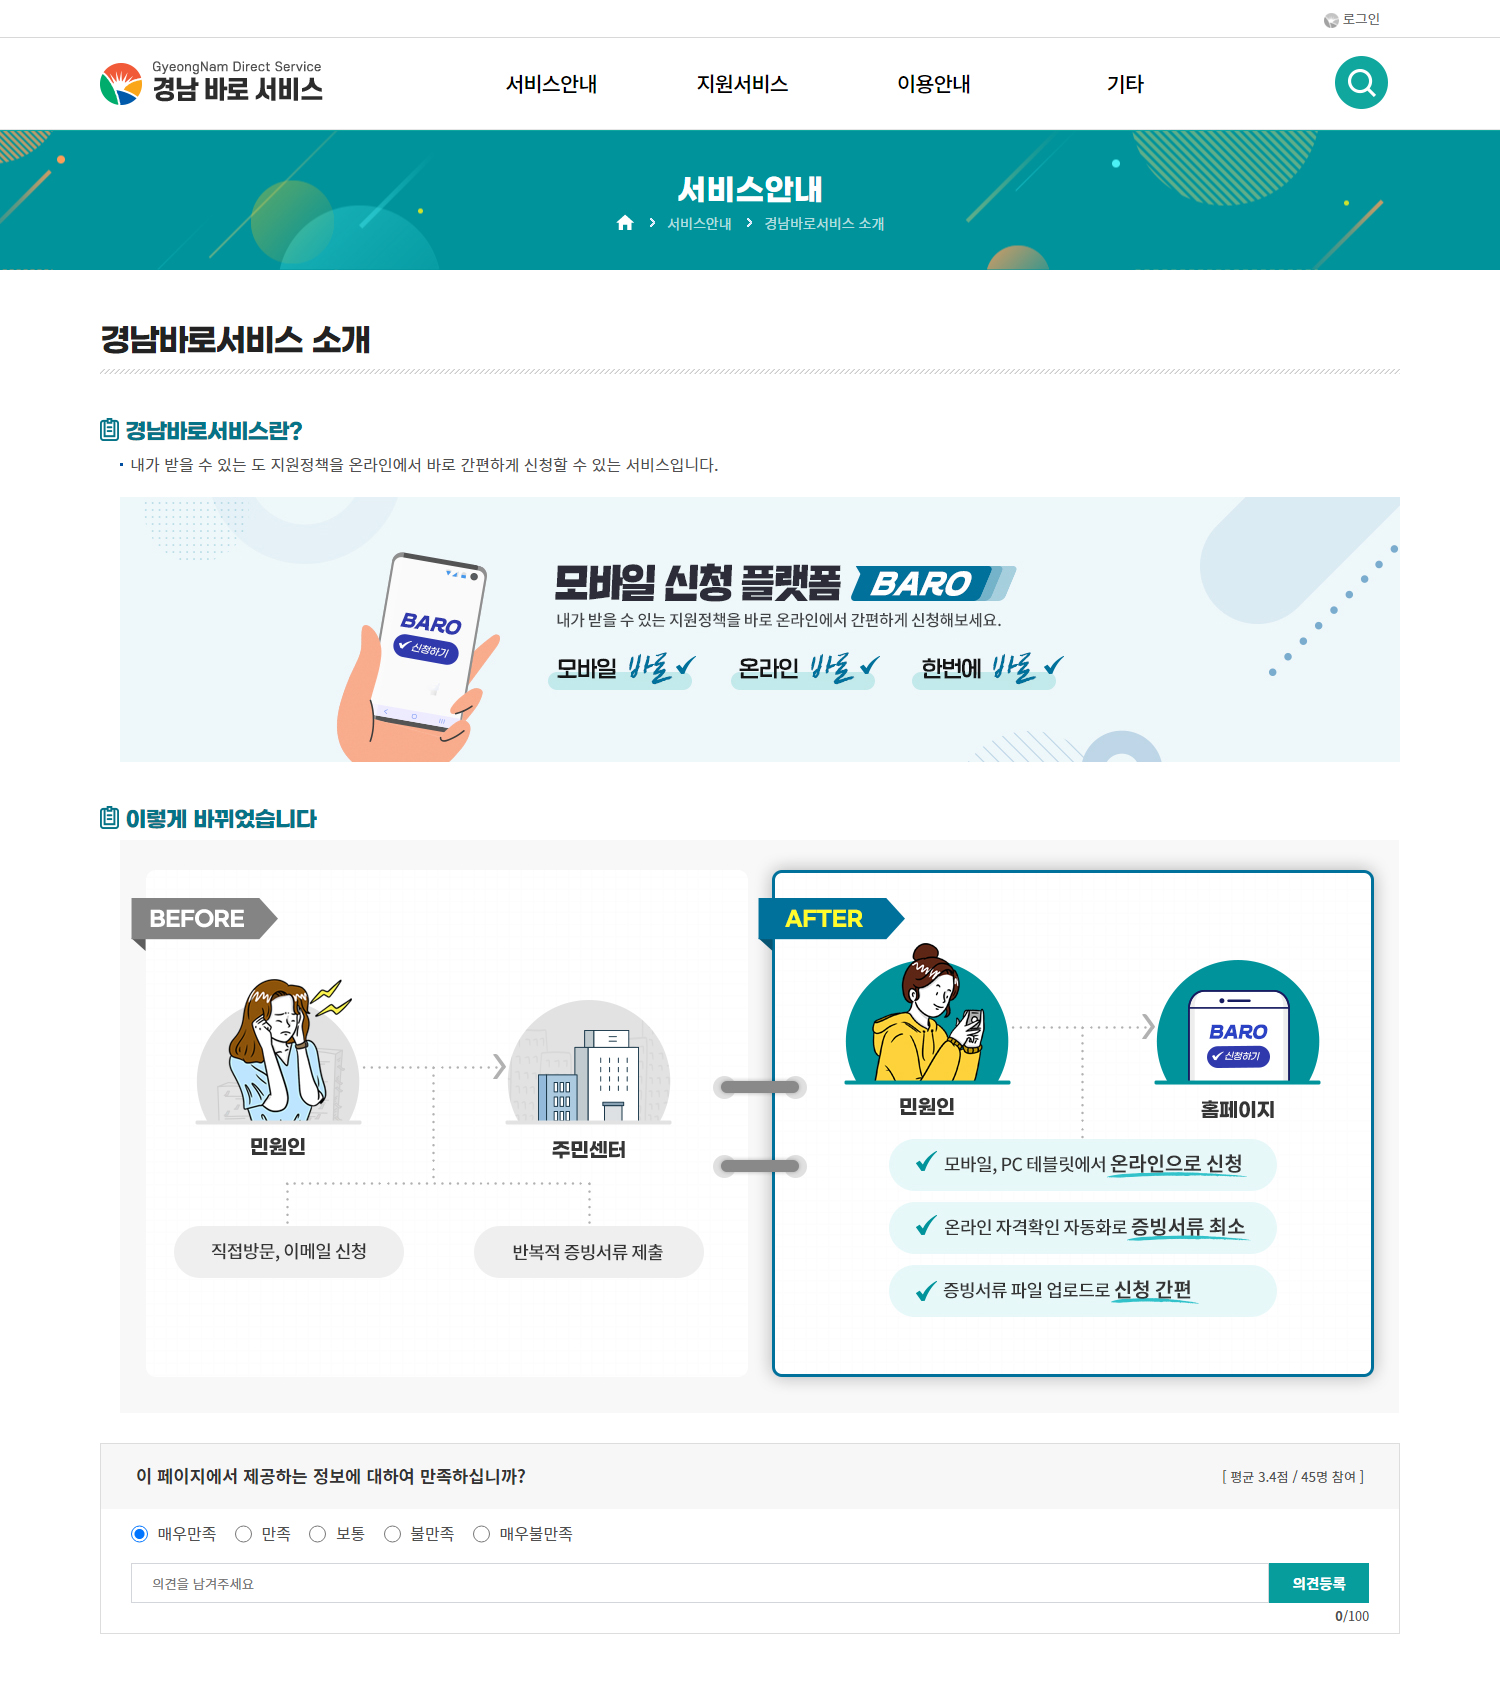 로그인
GyeongNam Direct Service
경남 바로 서비스
서비스안내
지원서비스
이용안내
기타
서비스안내
서비스안내
경남바로서비스 소개
경남바로서비스 소개
경남바로서비스란?
내가 받을 수 있는 도 지원정책을 온라인에서 바로 간편하게 신청할 수 있는 서비스입니다.
BARO
신청하기
모바일 신청 플랫폼 BARO
내가 받을 수 있는 지원정책을 바로 온라인에서 간편하게 신청해보세요.
모바일 바로
온라인 바로
한번에 바로
이렇게 바뀌었습니다
BEFORE
민원인
주민센터
직접방문, 이메일 신청
반복적 증빙서류 제출
AFTER
BARO
신청하기
민원인
홈페이지
모바일, PC 테블릿에서 온라인으로 신청
온라인 자격확인 자동화로 증빙서류 최소
증빙서류 파일 업로드로 신청 간편
이 페이지에서 제공하는 정보에 대하여 만족하십니까?
[ 평균 3.4점 / 45명 참여 ]
매우만족
만족
보통
불만족
매우불만족
의견을 남겨주세요
의견등록
0/100